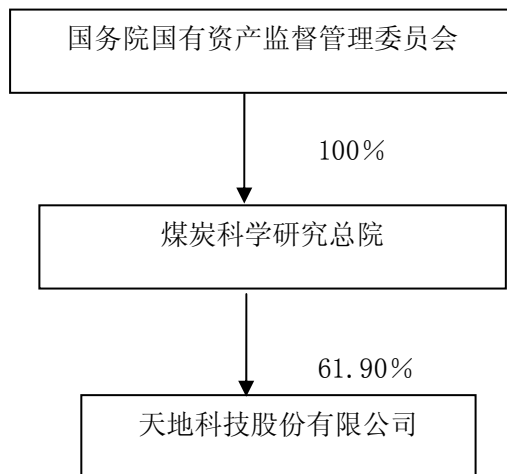 国务院国有资产监督管理委员会
100％
煤炭科学研究总院
61.90％
天地科技股份有限公司